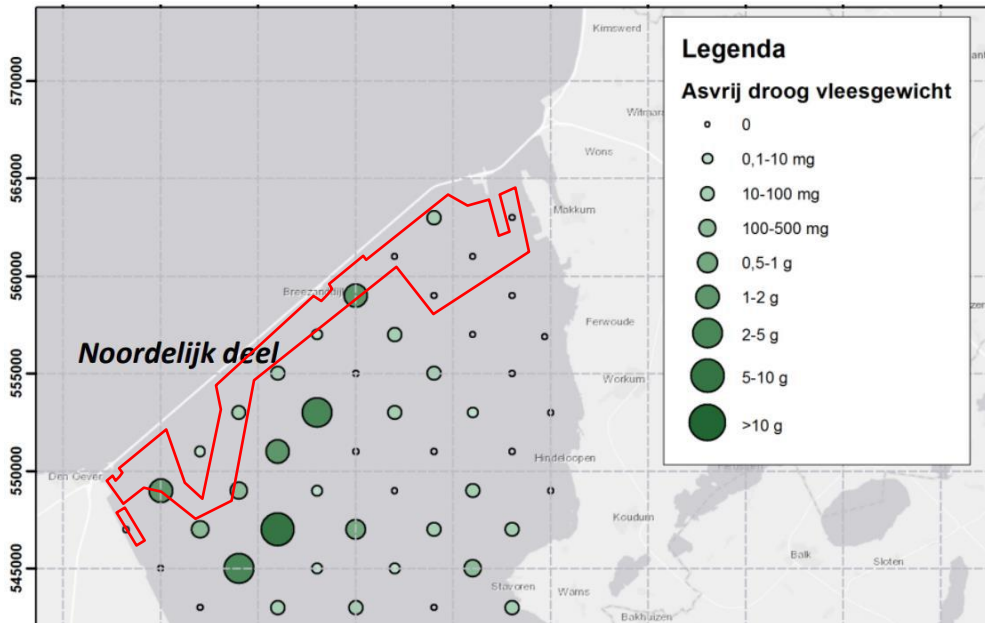 Legenda
Asvrij droog vleesgewicht
0
0,1-10 mg
10-100 mg
100-500 mg
0,5-1 g
1-2 g
2-5 g
5-10 g
>10 g
Kimswerd
Wons
Makkum
Breezanddijk
Ferwoude
Noordelijk deel
Workum
Hindeloopen
Den Oever
Koudum
Balk
Sloten
Stavoren
Warns
Bakhuizen
570000
565000
560000
555000
550000
545000